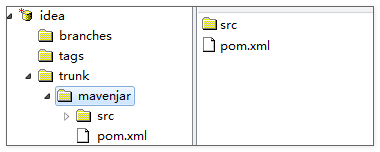 idea
branches
tags
trunk
mavenjar
src
pom.xml
src
pom.xml